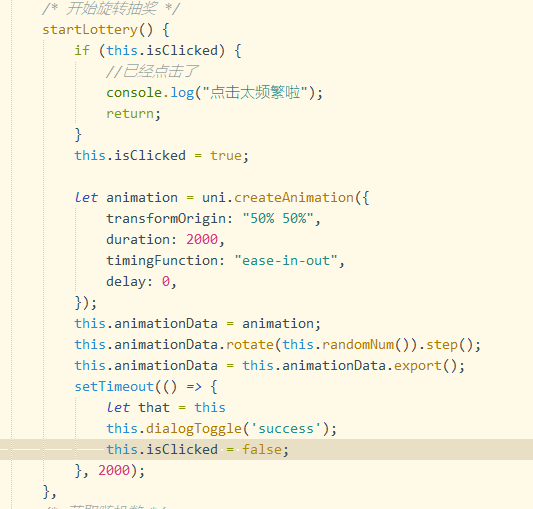 /* 开始旋转抽奖 */
startLottery() {
if (this.isClicked) {
//已经点击了
console.log("点击太频繁啦");
return;
}
this.isClicked = true;
let animation = uni.createAnimation({
transformOrigin: "50% 50%",
duration: 2000,
timingFunction: "ease-in-out",
delay: 0,
});
this.animationData = animation;
this.animationData.rotate(this.randomNum()).step();
this.animationData = this.animationData.export();
setTimeout(() => {
let that = this
this.dialogToggle('success');
this.isClicked = false;
}, 2000);
},